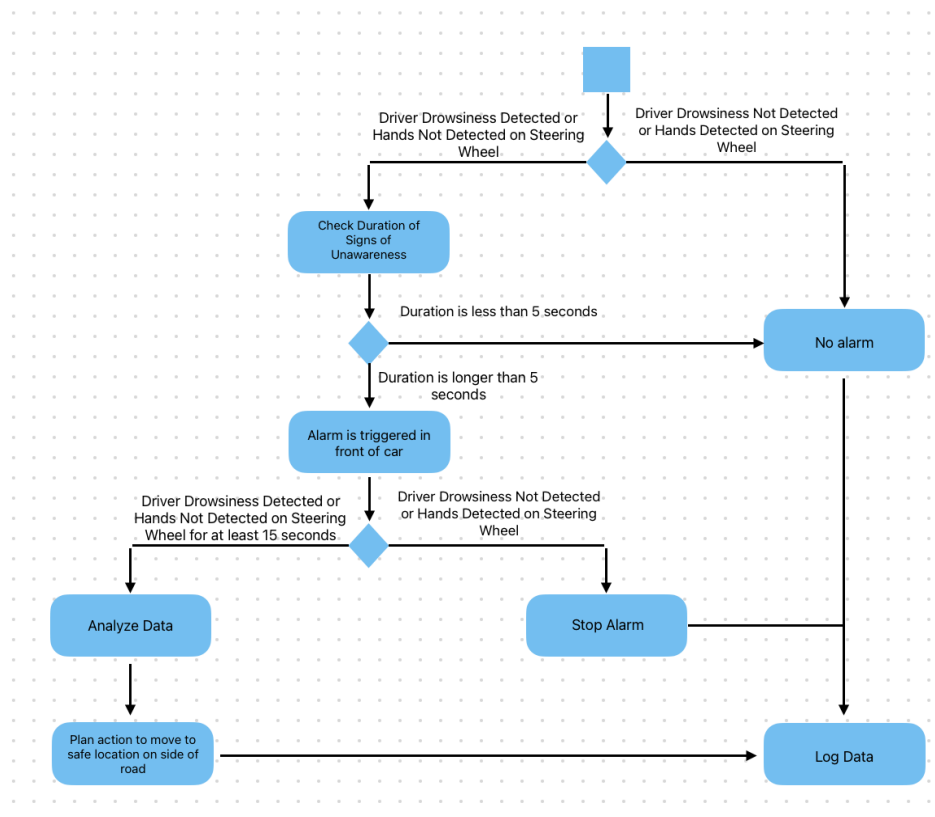 Driver Drowsiness Detected or
Hands Not Detected on Steering
Wheel
Driver Drowsiness Not Detected
or Hands Detected on Steering
Wheel
Check Duration of
Signs of
Unawareness
Duration is less than 5 seconds
No alarm
Duration is longer than 5
seconds
Alarm is triggered in
front of car
Driver Drowsiness Detected or
Hands Not Detected on Steering
Wheel for at least 15 seconds
Driver Drowsiness Not Detected
or Hands Detected on Steering
Wheel
Analyze Data
Stop Alarm
Plan action to move to
safe location on side of
road
Log Data